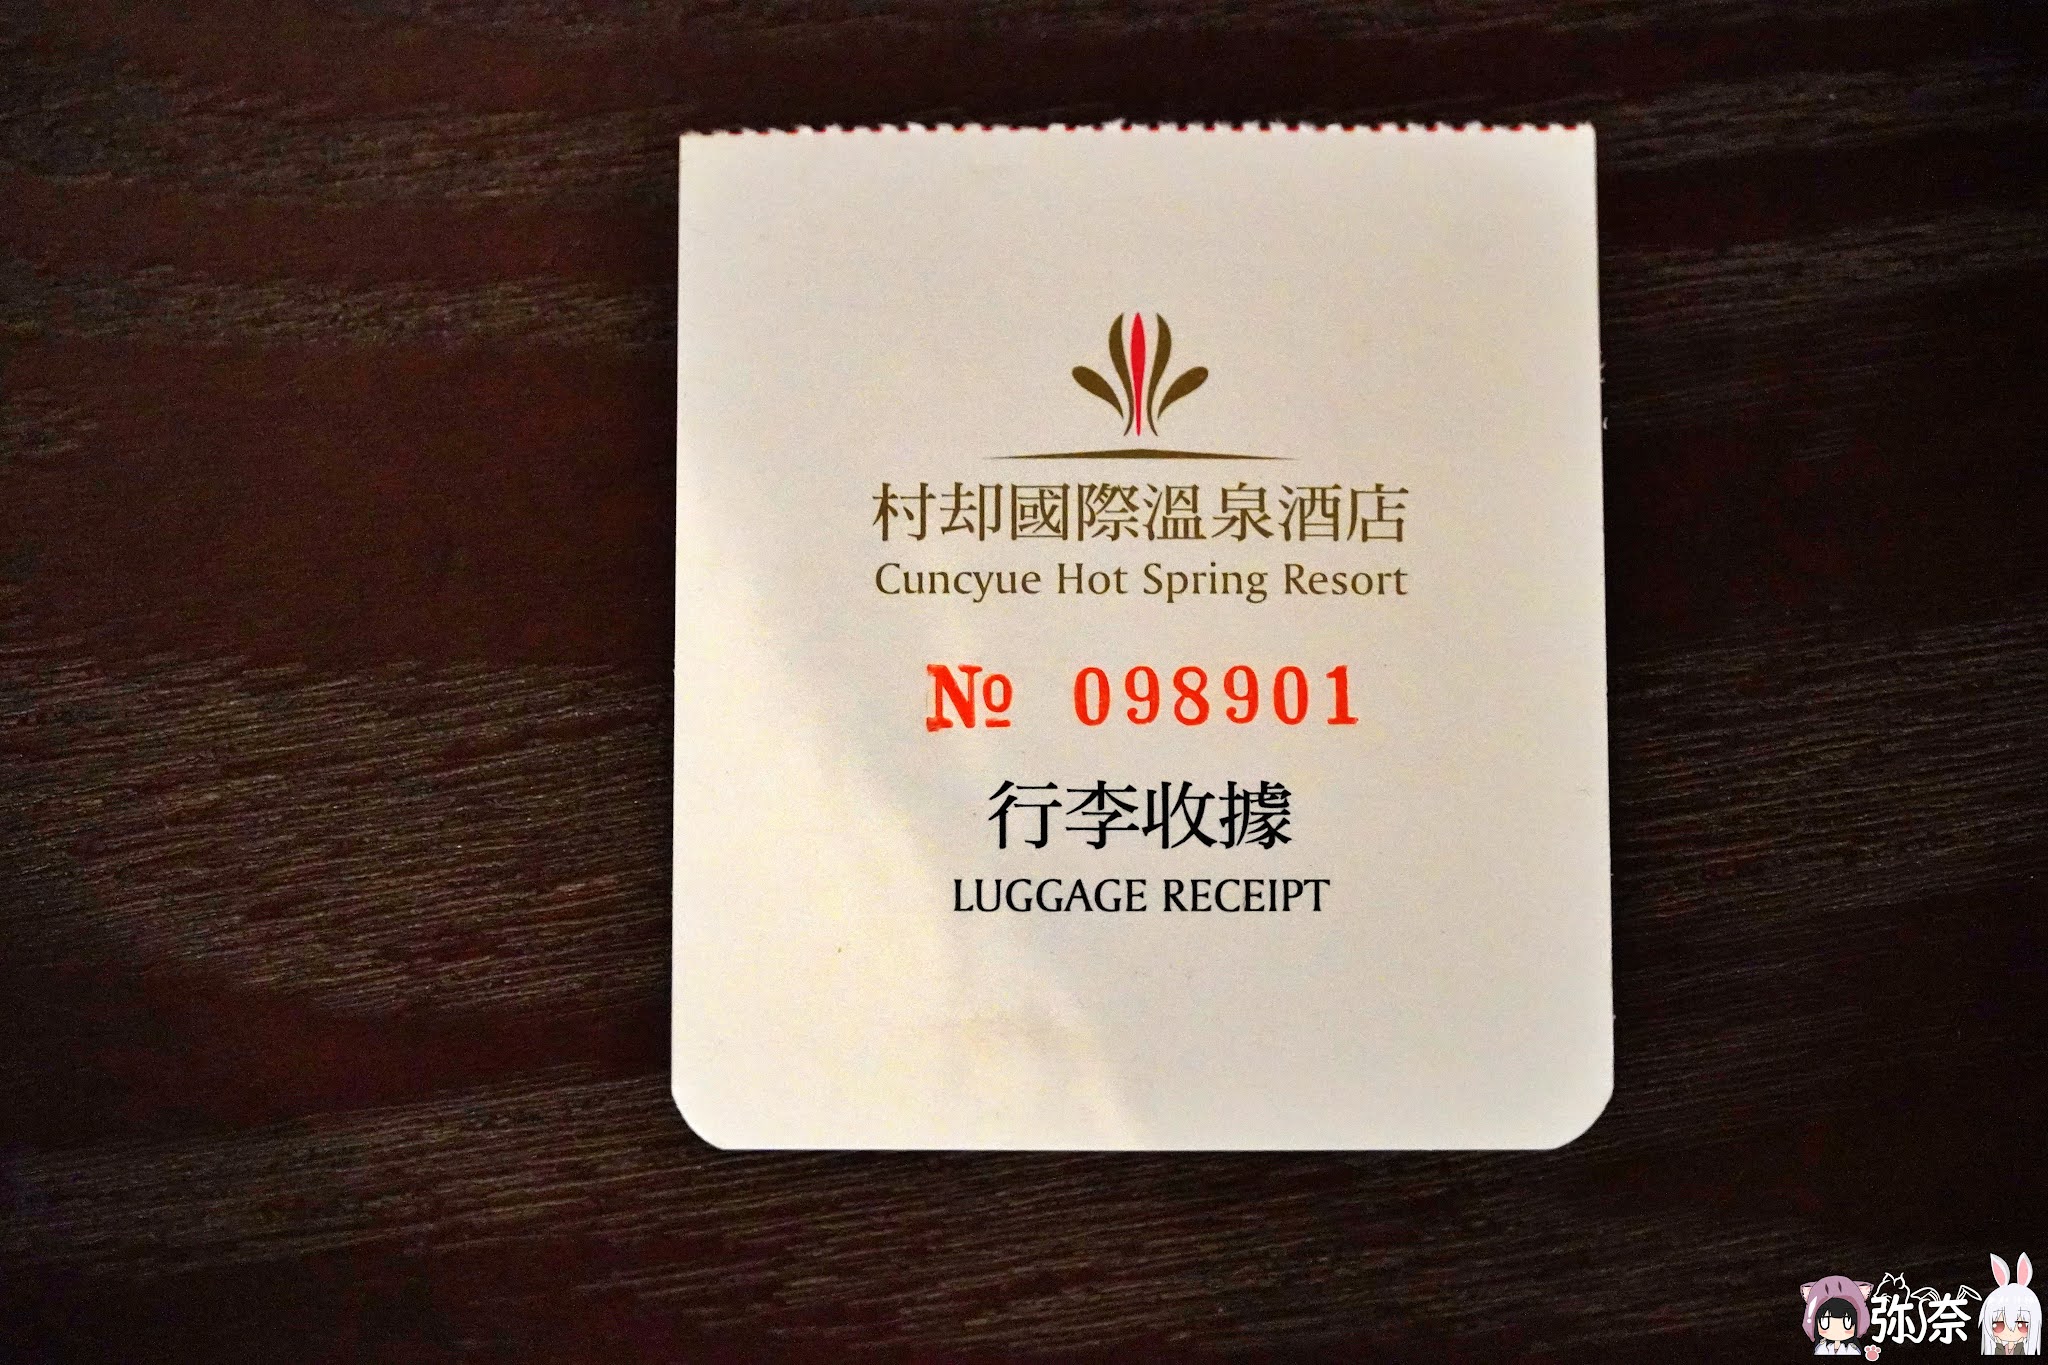 村却國際溫泉酒店
Cuncyue Hot Spring Resort
№ 098901
行李收據
LUGGAGE RECEIPT
弥奈